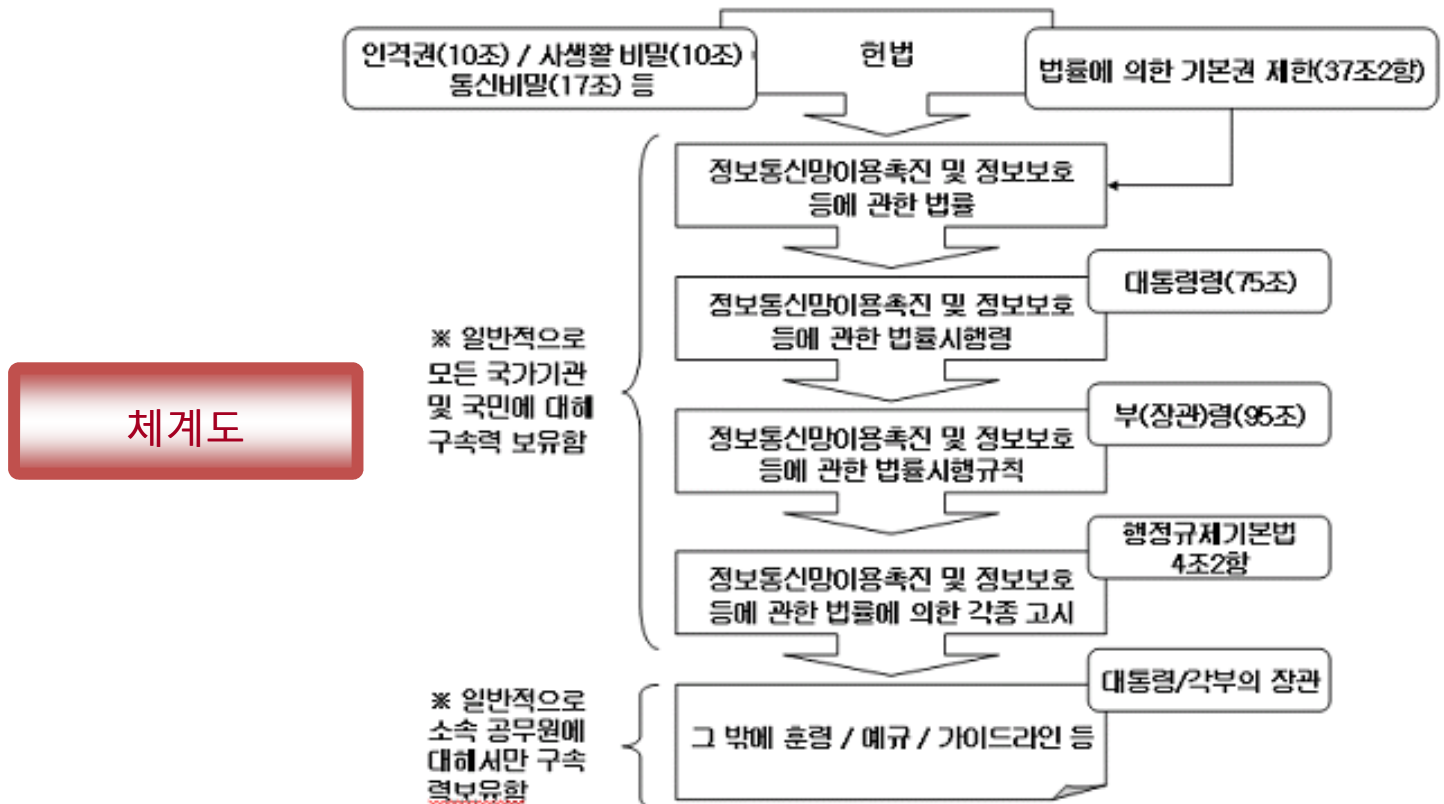 인격권(10조) / 사생활 비밀(10조)
통신비밀(17조) 등
헌법
법률에 의한 기본권 제한(37조2항)
정보통신망이용촉진 및 정보보호
등에 관한 법률
대통령령(75조)
정보통신망이용촉진 및 정보보호
등에 관한 법률시행령
※ 일반적으로
모든 국가기관
및 국민에 대해
구속력 보유함
체계도
부(장관)령(95조)
정보통신망이용촉진 및 정보보호
등에 관한 법률시행규칙
행정규제기본법
4조2항
정보통신망이용촉진 및 정보보호
등에 관한 법률에 의한 각종 고시
대통령/각부의 장관
※ 일반적으로
소속 공무원에
대해서만 구속
력보유함
그 밖에 훈령 / 예규 / 가이드라인 등